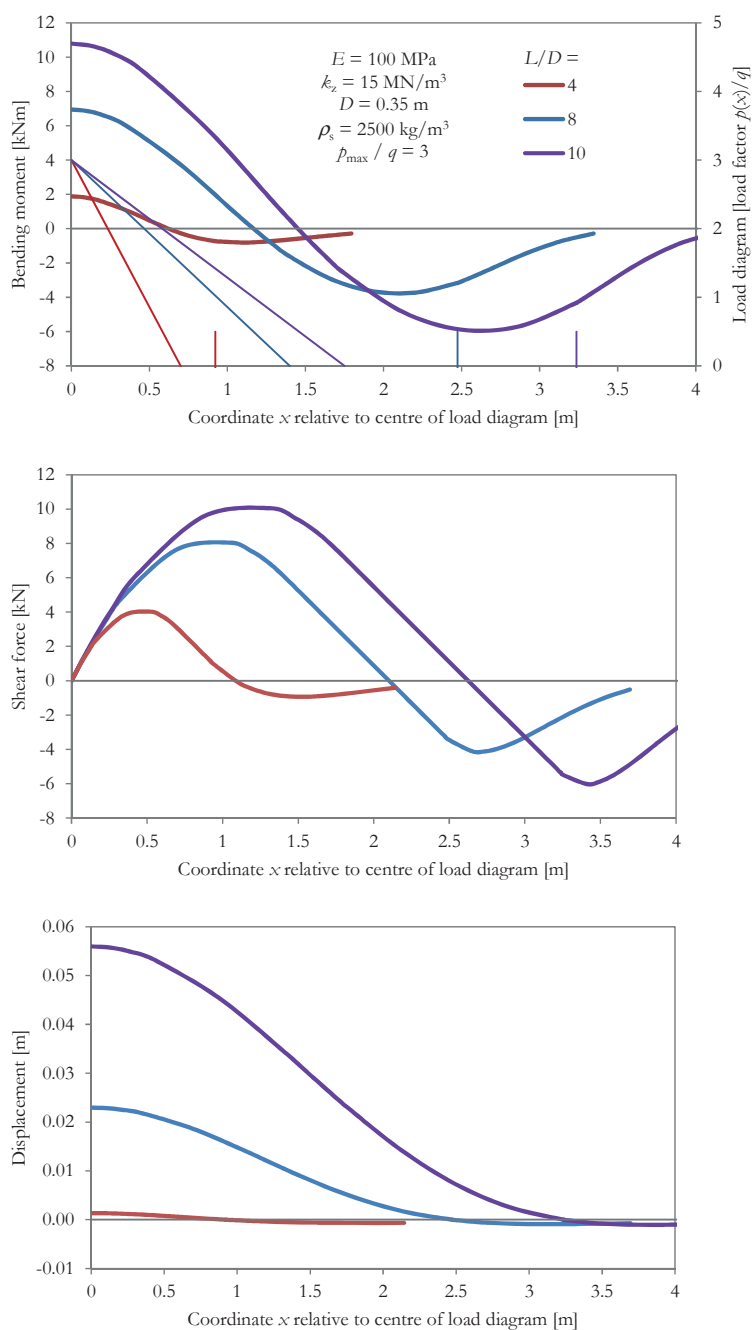 12
10
8
6
4
2
0
-2
-4
-6
-8
Bending moment [kNm]
E = 100 MPa
k_z = 15 MN/m³
D = 0.35 m
ρ_s = 2500 kg/m³
p_max / q = 3
L/D =
4
8
10
5
4
3
2
1
0
Load diagram [load factor p(x)/q]
0 0.5 1 1.5 2 2.5 3 3.5 4
Coordinate x relative to centre of load diagram [m]
12
10
8
6
4
2
0
-2
-4
-6
-8
Shear force [kN]
0 0.5 1 1.5 2 2.5 3 3.5 4
Coordinate x relative to centre of load diagram [m]
0.06
0.05
0.04
0.03
0.02
0.01
0.00
-0.01
Displacement [m]
0 0.5 1 1.5 2 2.5 3 3.5 4
Coordinate x relative to centre of load diagram [m]